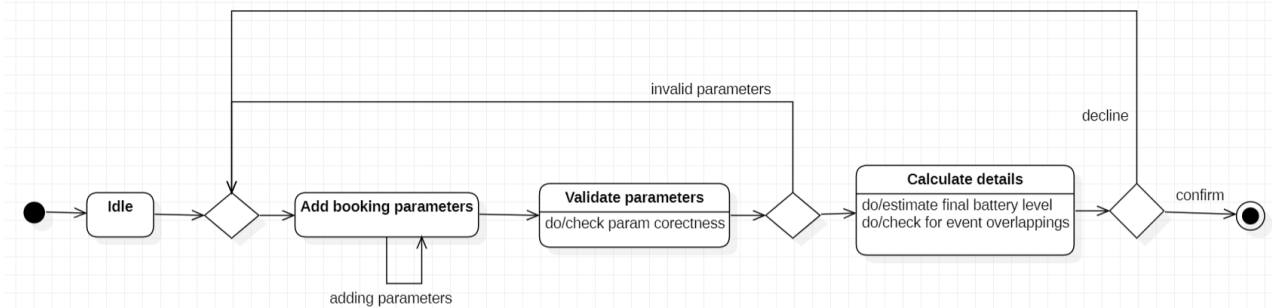 invalid parameters
decline
Idle
Add booking parameters
adding parameters
Validate parameters
do/check param corectness
Calculate details
do/estimate final battery level
do/check for event overlappings
confirm